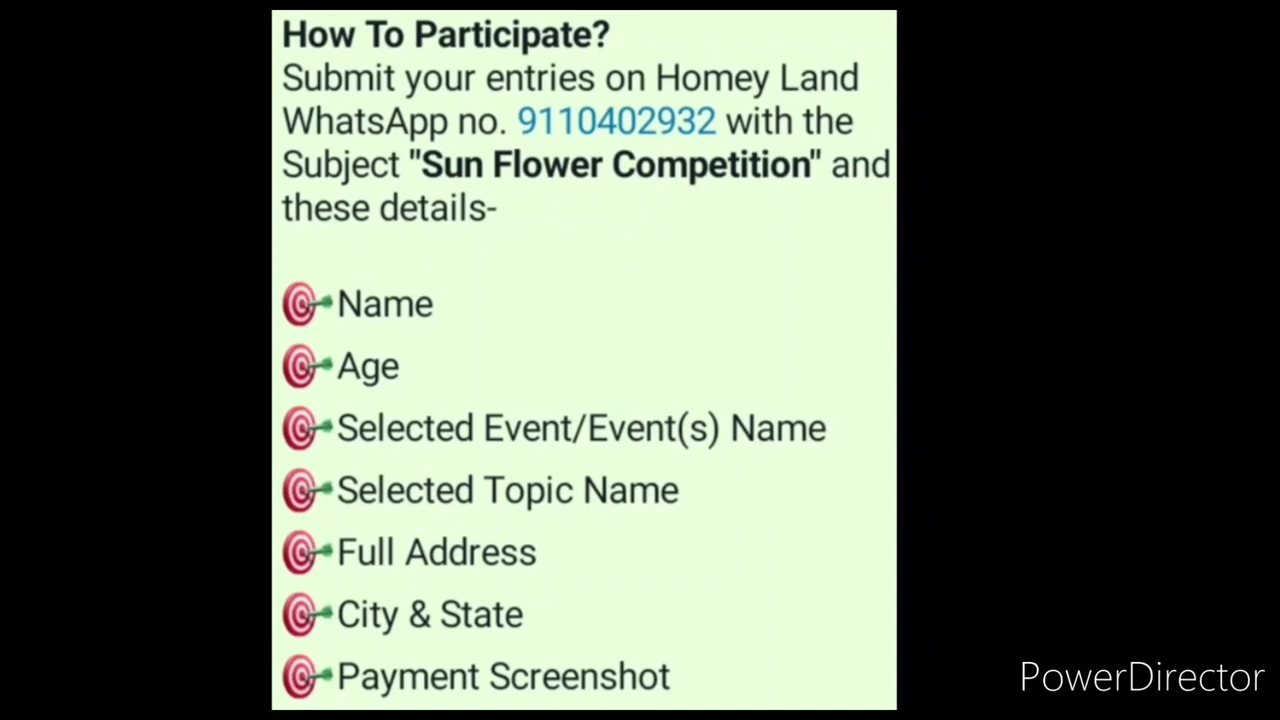 How To Participate?
Submit your entries on Homey Land
WhatsApp no. 9110402932 with the
Subject "Sun Flower Competition" and
these details-
🎯Name
🎯Age
🎯Selected Event/Event(s) Name
🎯Selected Topic Name
🎯Full Address
🎯City & State
🎯Payment Screenshot
PowerDirector